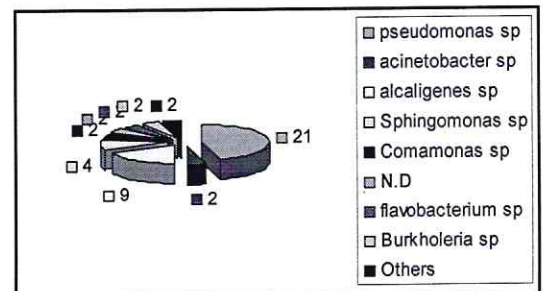 2 2
2 2
2
4
9
2
21
pseudomonas sp
acinetobacter sp
alcaligenes sp
Sphingomonas sp
Comamonas sp
N.D
flavobacterium sp
Burkholeria sp
Others